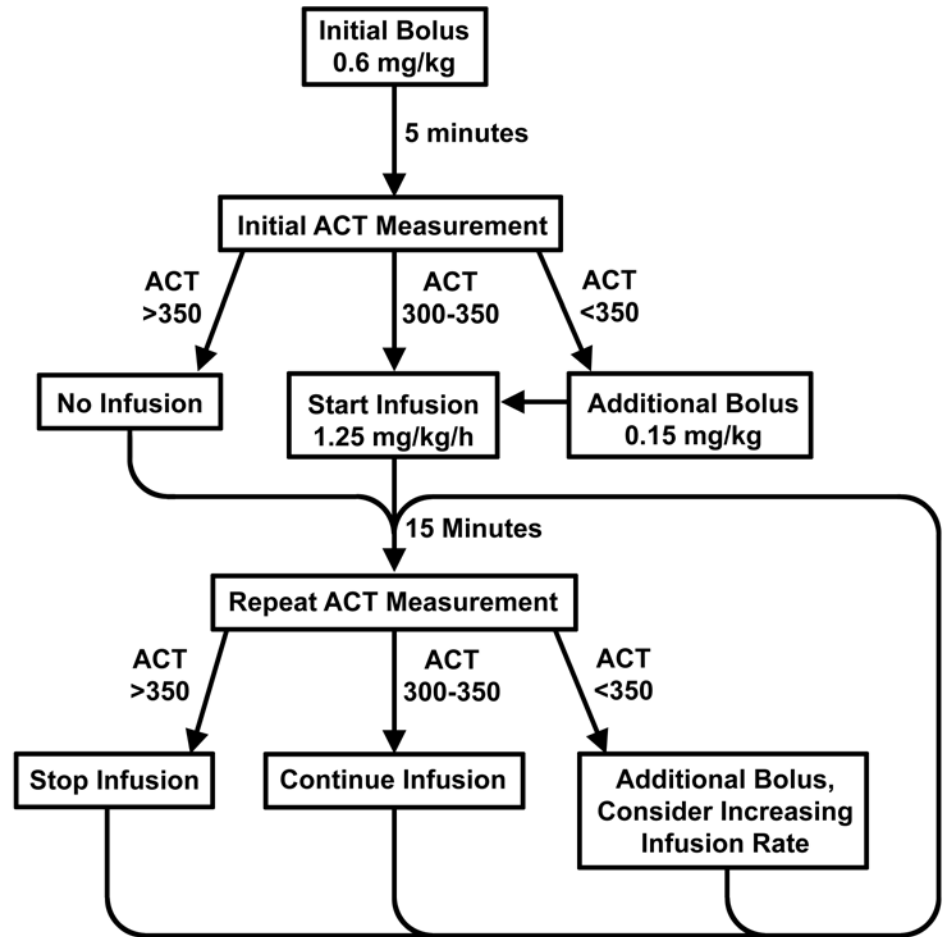 Initial Bolus
0.6 mg/kg
5 minutes
Initial ACT Measurement
ACT
>350
ACT
300-350
ACT
<350
No Infusion
Start Infusion
1.25 mg/kg/h
Additional Bolus
0.15 mg/kg
15 Minutes
Repeat ACT Measurement
ACT
>350
ACT
300-350
ACT
<350
Stop Infusion
Continue Infusion
Additional Bolus,
Consider Increasing
Infusion Rate